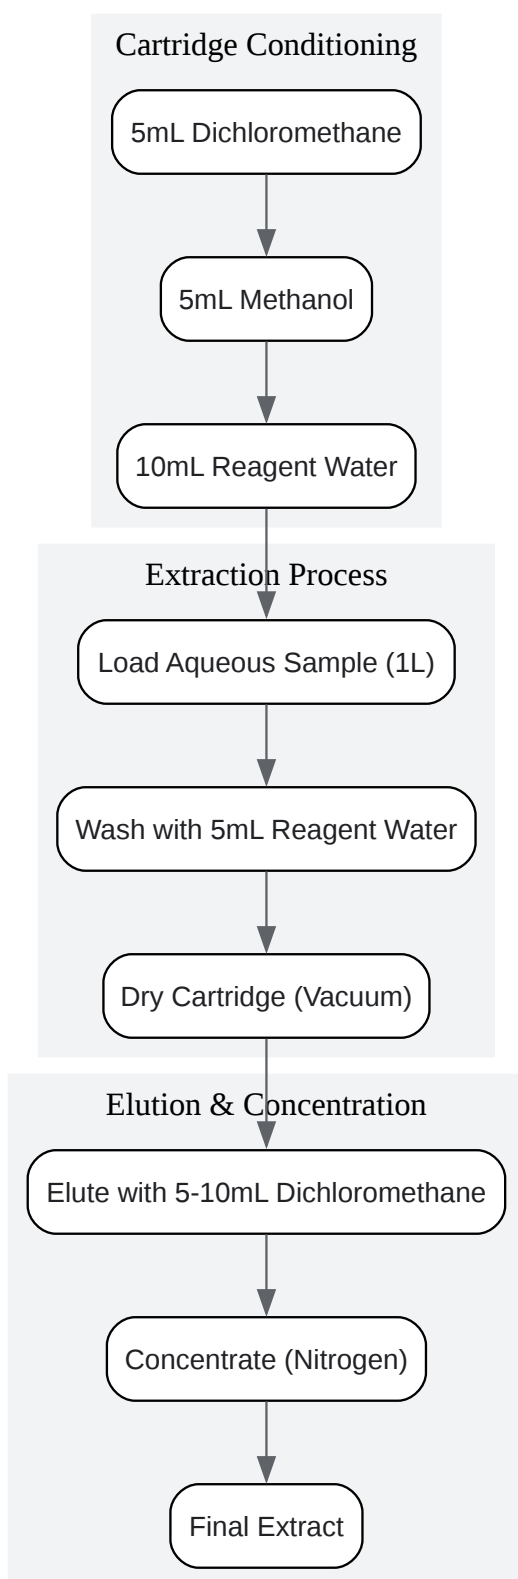 Cartridge Conditioning
5mL Dichloromethane
5mL Methanol
10mL Reagent Water
Extraction Process
Load Aqueous Sample (1L)
Wash with 5mL Reagent Water
Dry Cartridge (Vacuum)
Elution & Concentration
Elute with 5-10mL Dichloromethane
Concentrate (Nitrogen)
Final Extract